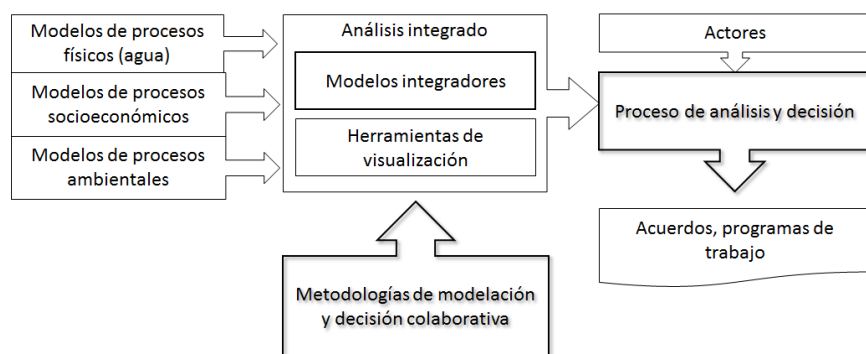 Modelos de procesos
físicos (agua)
Modelos de procesos
socioeconómicos
Modelos de procesos
ambientales
Análisis integrado
Modelos integradores
Herramientas de
visualización
Metodologías de modelación
y decisión colaborativa
Actores
Proceso de análisis y decisión
Acuerdos, programas de
trabajo